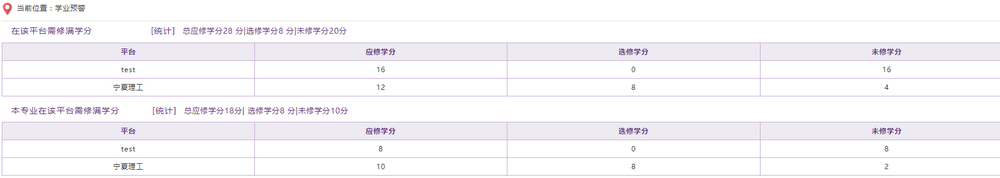 当前位置：学业预警
在该平台需修满学分 [统计] 总应修学分28 分|选修学分8 分|未修学分20分
平台 应修学分 选修学分 未修学分
test 16 0 16
宁夏理工 12 8 4
本专业在该平台需修满学分 [统计] 总应修学分18分| 选修学分8 分|未修学分10分
平台 应修学分 选修学分 未修学分
test 8 0 8
宁夏理工 10 8 2